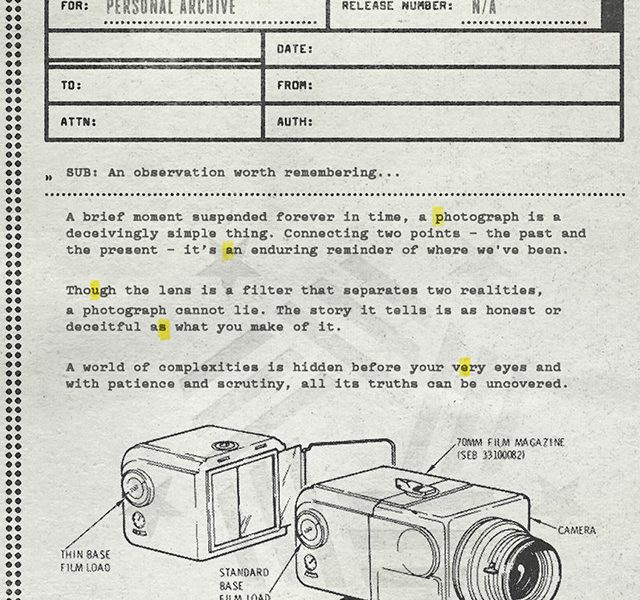 FOR: PERSONAL ARCHIVE
RELEASE NUMBER: N/A
DATE:
TO:
FROM:
ATTN:
AUTH:
„ SUB: An observation worth remembering...
A brief moment suspended forever in time, a photograph is a
deceivingly simple thing. Connecting two points – the past and
the present – it's an enduring reminder of where we've been.
Though the lens is a filter that separates two realities,
a photograph cannot lie. The story it tells is as honest or
deceitful as what you make of it.
A world of complexities is hidden before your very eyes and
with patience and scrutiny, all its truths can be uncovered.
70MM FILM MAGAZINE
(SEB 33100082)
CAMERA
THIN BASE
FILM LOAD
STANDARD
BASE
FILM LOAD